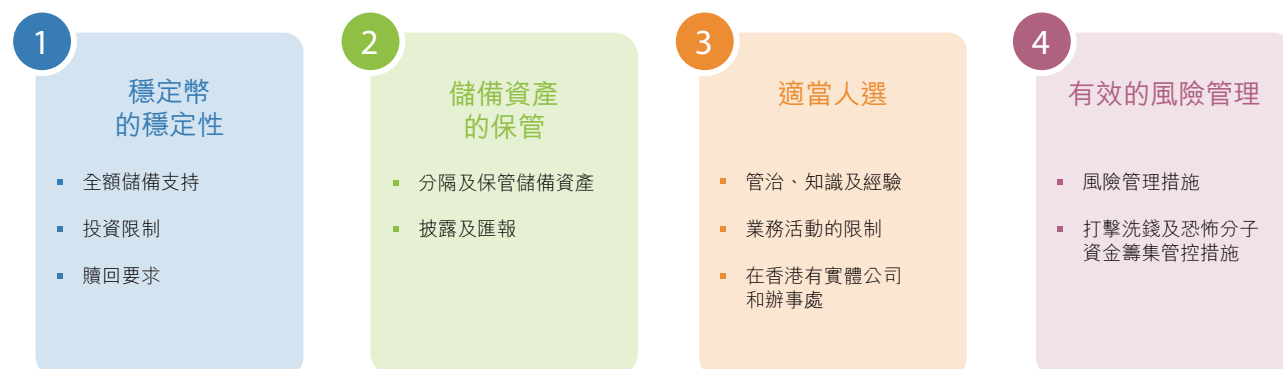 1
穩定幣
的穩定性
▪ 全額儲備支持
▪ 投資限制
▪ 贖回要求
2
儲備資產
的保管
▪ 分隔及保管儲備資產
▪ 披露及匯報
3
適當人選
▪ 管治、知識及經驗
▪ 業務活動的限制
▪ 在香港有實體公司
和辦事處
4
有效的風險管理
▪ 風險管理措施
▪ 打擊洗錢及恐怖分子
資金籌集管控措施